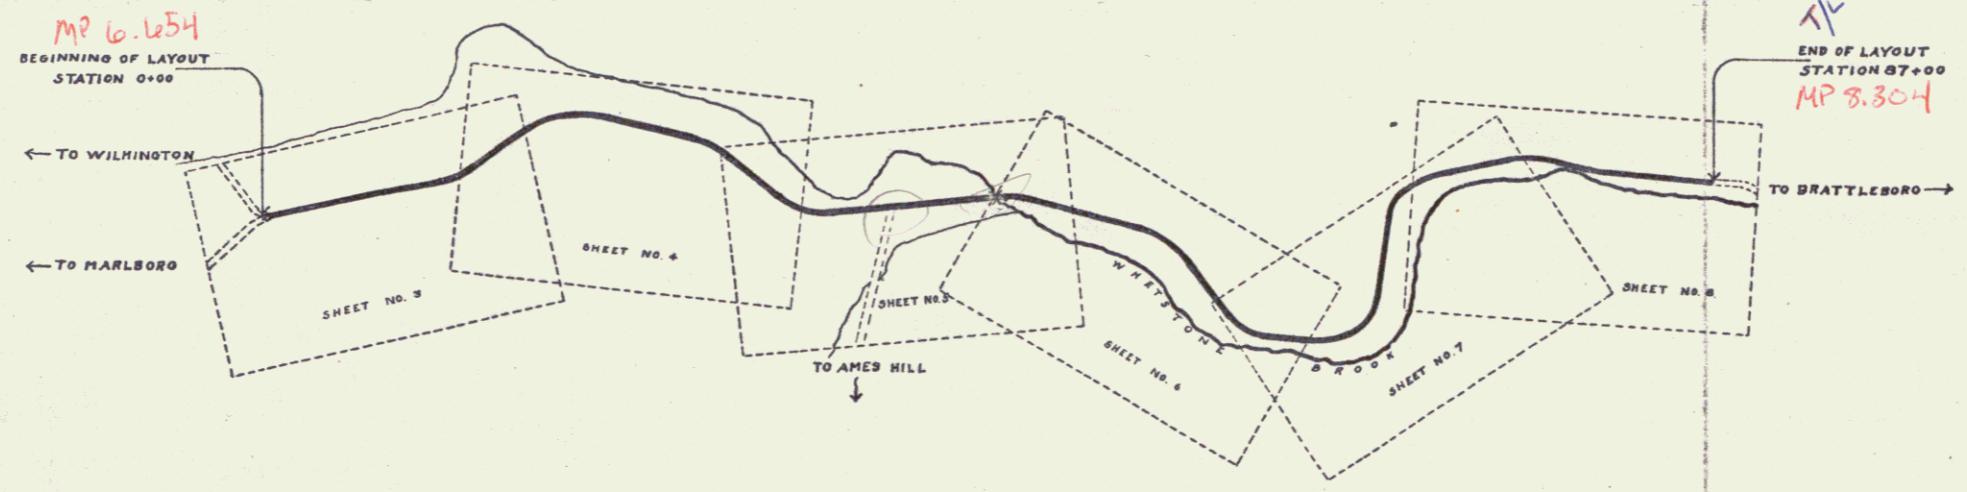 MP 6.654
BEGINNING OF LAYOUT
STATION 0+00
← TO WILMINGTON
← TO MARLBORO
SHEET NO. 3
SHEET NO. 4
SHEET NO. 5
TO AMES HILL
↓
WHETSTONE BROOK
SHEET NO. 6
SHEET NO. 7
SHEET NO. 8
T/L
END OF LAYOUT
STATION 87+00
MP 8.304
TO BRATTLEBORO →